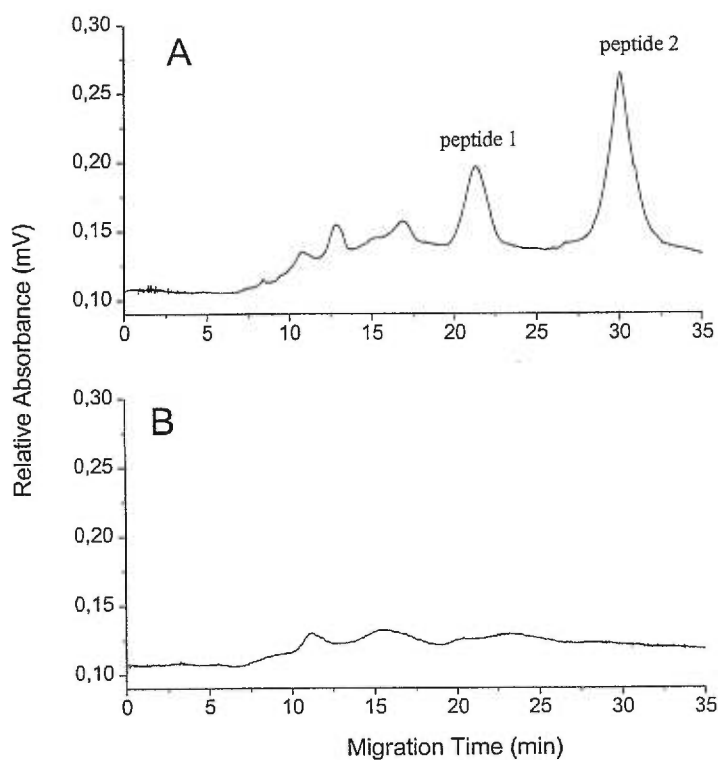 A
peptide 1
peptide 2
0,30
0,25
0,20
0,15
0,10
0 5 10 15 20 25 30 35
Relative Absorbance (mV)
B
0,30
0,25
0,20
0,15
0,10
0 5 10 15 20 25 30 35
Migration Time (min)